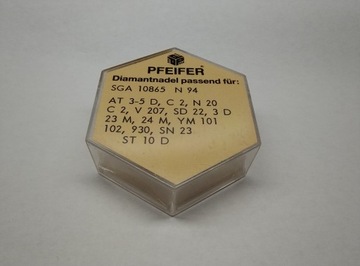 PFEIFER
Diamantnadel passend für:
SGA 10865 N 94
AT 3-5 D, C 2, N 20
C 2, V 207, SD 22, 3 D
23 M, 24 M, YM 101
102, 930, SN 23
ST 10 D